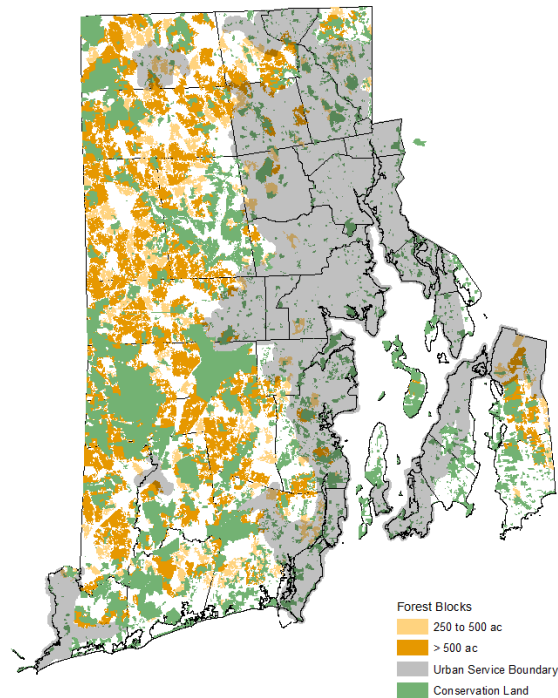 Forest Blocks
250 to 500 ac
> 500 ac
Urban Service Boundary
Conservation Land